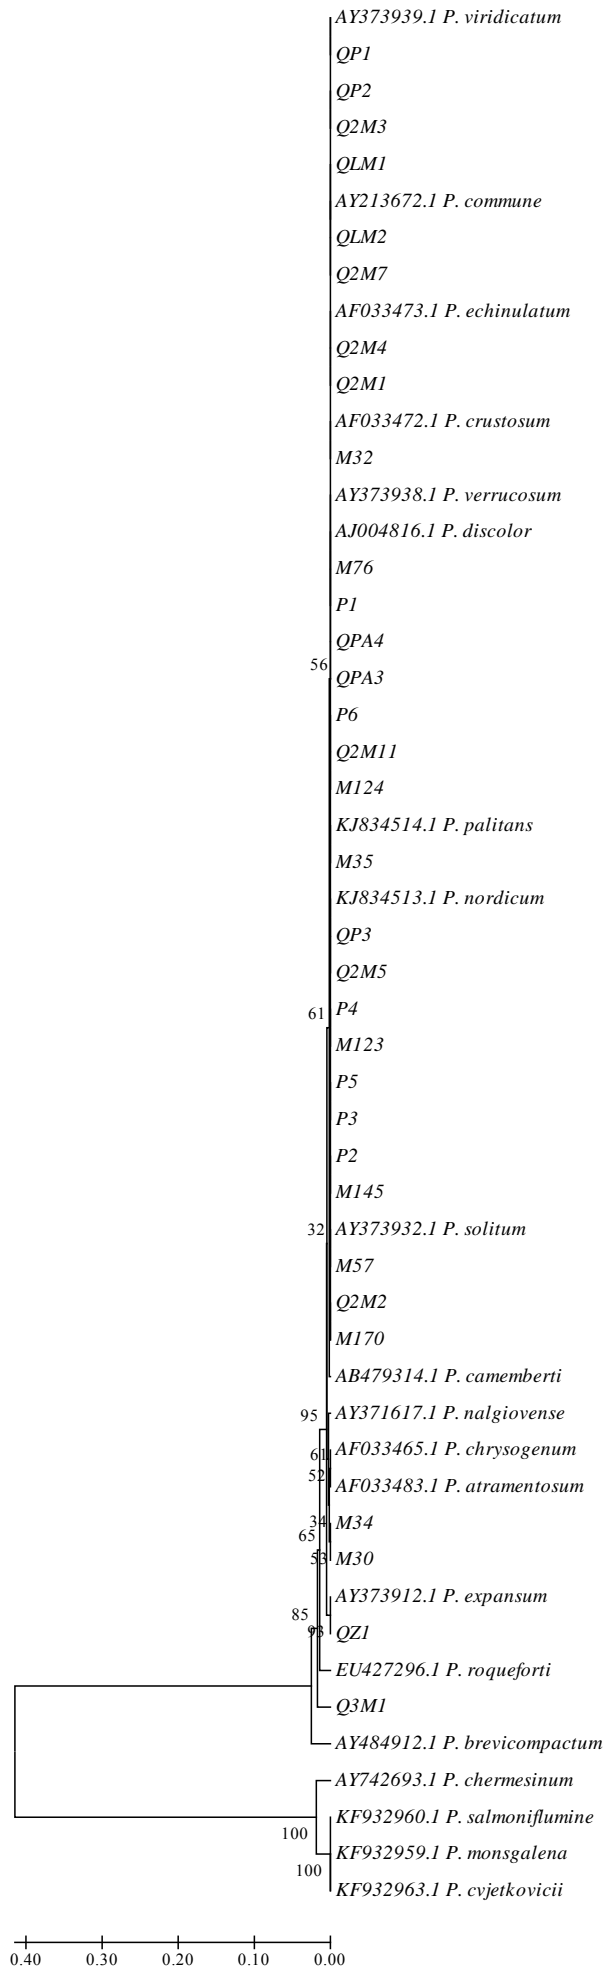 AY373939.1 P. viridicatum
QP1
QP2
Q2M3
QLM1
AY213672.1 P. commune
QLM2
Q2M7
AF033473.1 P. echinulatum
Q2M4
Q2M1
AF033472.1 P. crustosum
M32
AY373938.1 P. verrucosum
AJ004816.1 P. discolor
M76
P1
QPA4
56
QPA3
P6
Q2M11
M124
KJ834514.1 P. palitans
M35
KJ834513.1 P. nordicum
QP3
Q2M5
61
P4
M123
P5
P3
P2
M145
32
AY373932.1 P. solitum
M57
Q2M2
M170
AB479314.1 P. camemberti
95
AY371617.1 P. nalgiovense
61
AF033465.1 P. chrysogenum
52
AF033483.1 P. atramentosum
34
M34
65
53
M30
AY373912.1 P. expansum
85
93
QZ1
EU427296.1 P. roqueforti
Q3M1
AY484912.1 P. brevicompactum
AY742693.1 P. chermesinum
KF932960.1 P. salmoniflumine
100
KF932959.1 P. monsgalena
100
KF932963.1 P. cvjetkovicii
0.40 0.30 0.20 0.10 0.00